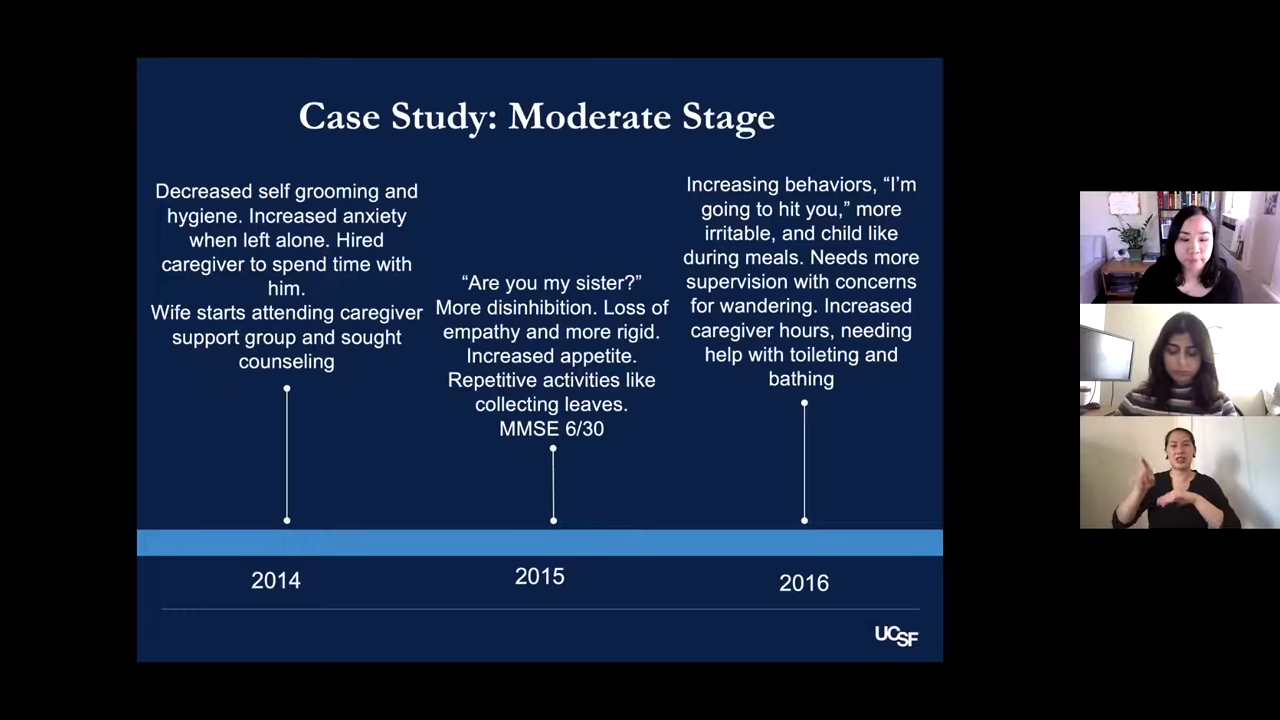 Case Study: Moderate Stage
Decreased self grooming and
hygiene. Increased anxiety
when left alone. Hired
caregiver to spend time with
him.
Wife starts attending caregiver
support group and sought
counseling
“Are you my sister?”
More disinhibition. Loss of
empathy and more rigid.
Increased appetite.
Repetitive activities like
collecting leaves.
MMSE 6/30
Increasing behaviors, “I’m
going to hit you,” more
irritable, and child like
during meals. Needs more
supervision with concerns
for wandering. Increased
caregiver hours, needing
help with toileting and
bathing
2014
2015
2016
UCSF